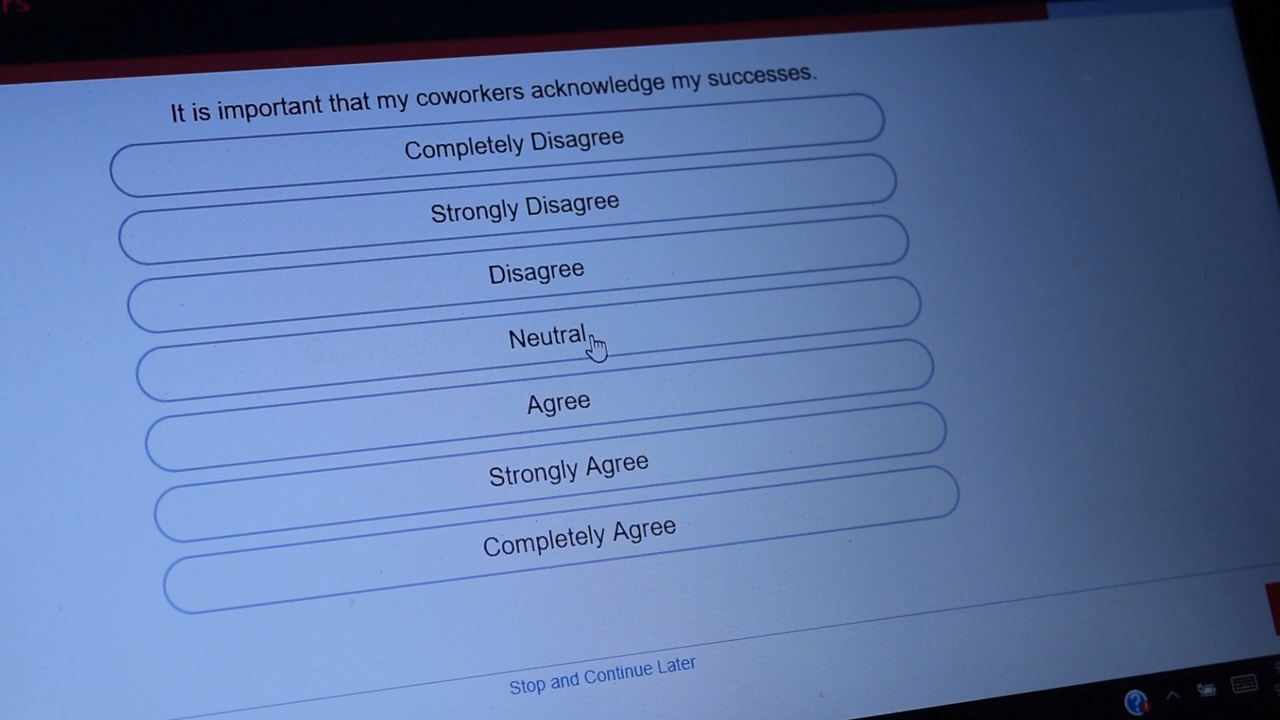 rs
It is important that my coworkers acknowledge my successes.
Completely Disagree
Strongly Disagree
Disagree
Neutral
Agree
Strongly Agree
Completely Agree
Stop and Continue Later
?